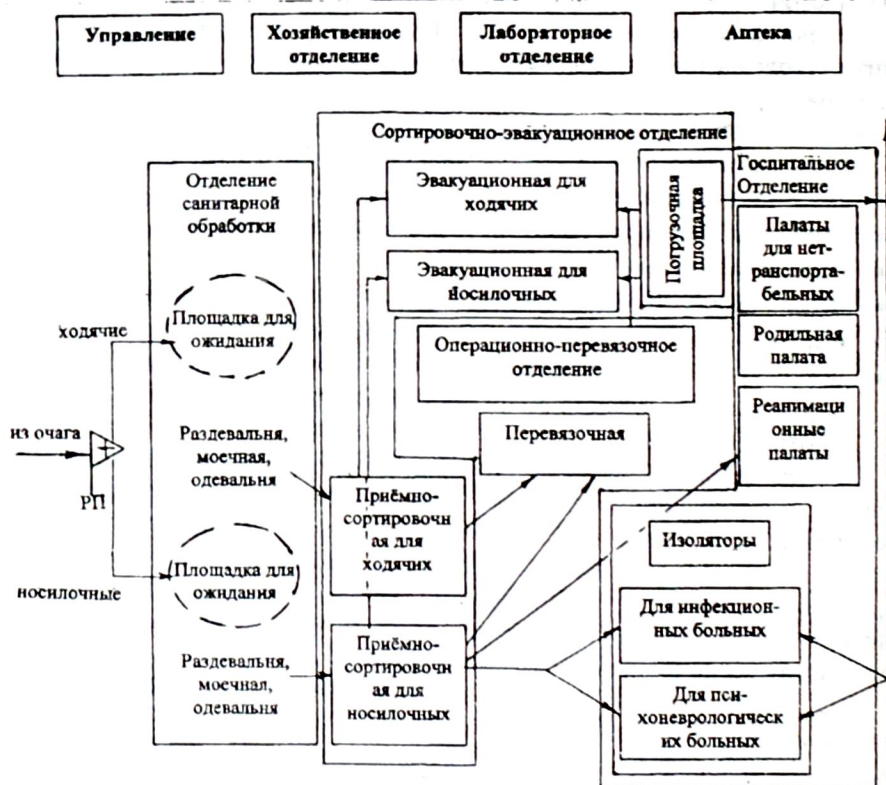 Управление
Хозяйственное
отделение
Лабораторное
отделение
Аптека
Сортировочно-эвакуационное отделение
Отделение
санитарной
обработки
Эвакуационная для
ходячих
Погрузочная
площадка
Госпитальное
Отделение
Палаты
для нет-
транспорта-
бельных
Эвакуационная для
носилочных
ходячие
Площадка для
ожидания
Операционно-перевязочное
отделение
Родильная
палата
из очага
РП
Раздевальня,
моечная,
одевальня
Перевязочная
Реанимаци
онные
палаты
Приёмно-
сортировочн
ая для
ходячих
Изоляторы
носилочные
Площадка для
ожидания
Для инфекцион-
ных больных
Раздевальня,
моечная,
одевальня
Приёмно-
сортировочн
ая для
носилочных
Для пси-
хоневрологическ
их больных